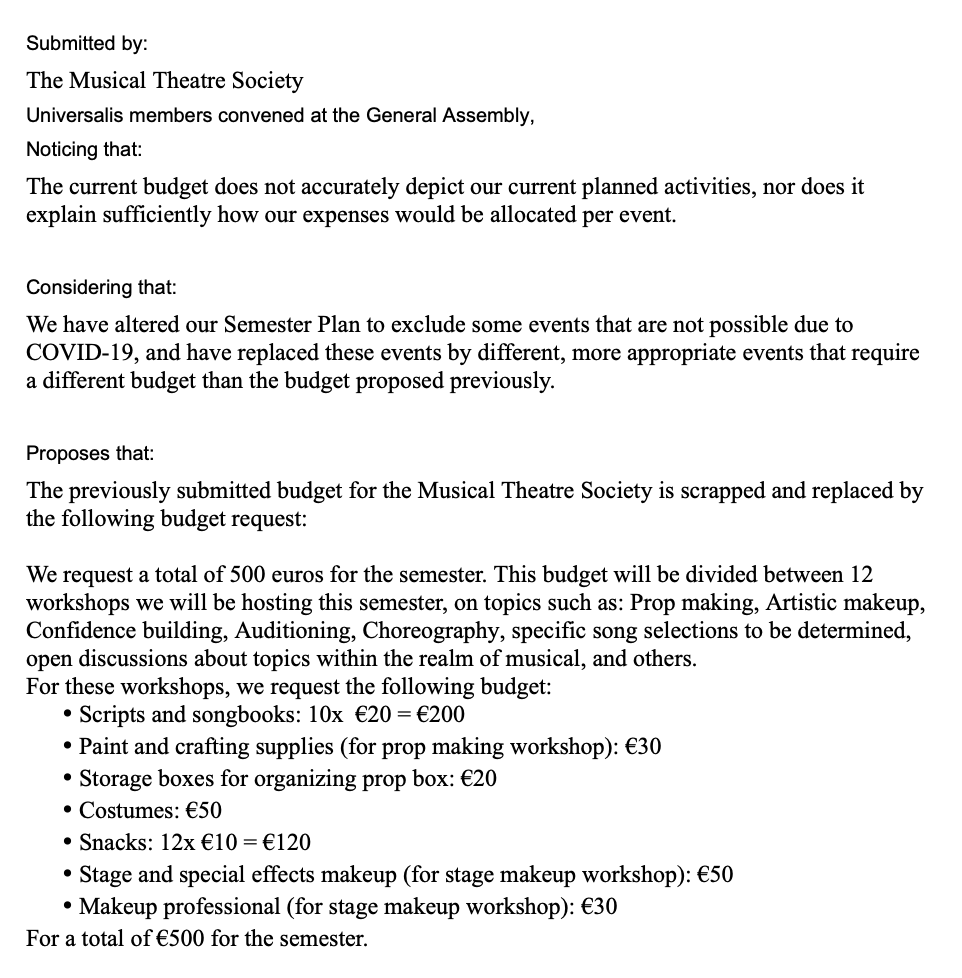 Submitted by:
The Musical Theatre Society
Universalis members convened at the General Assembly,
Noticing that:
The current budget does not accurately depict our current planned activities, nor does it
explain sufficiently how our expenses would be allocated per event.
Considering that:
We have altered our Semester Plan to exclude some events that are not possible due to
COVID-19, and have replaced these events by different, more appropriate events that require
a different budget than the budget proposed previously.
Proposes that:
The previously submitted budget for the Musical Theatre Society is scrapped and replaced by
the following budget request:
We request a total of 500 euros for the semester. This budget will be divided between 12
workshops we will be hosting this semester, on topics such as: Prop making, Artistic makeup,
Confidence building, Auditioning, Choreography, specific song selections to be determined,
open discussions about topics within the realm of musical, and others.
For these workshops, we request the following budget:
• Scripts and songbooks: 10x  €20 = €200
• Paint and crafting supplies (for prop making workshop): €30
• Storage boxes for organizing prop box: €20
• Costumes: €50
• Snacks: 12x €10 = €120
• Stage and special effects makeup (for stage makeup workshop): €50
• Makeup professional (for stage makeup workshop): €30
For a total of €500 for the semester.